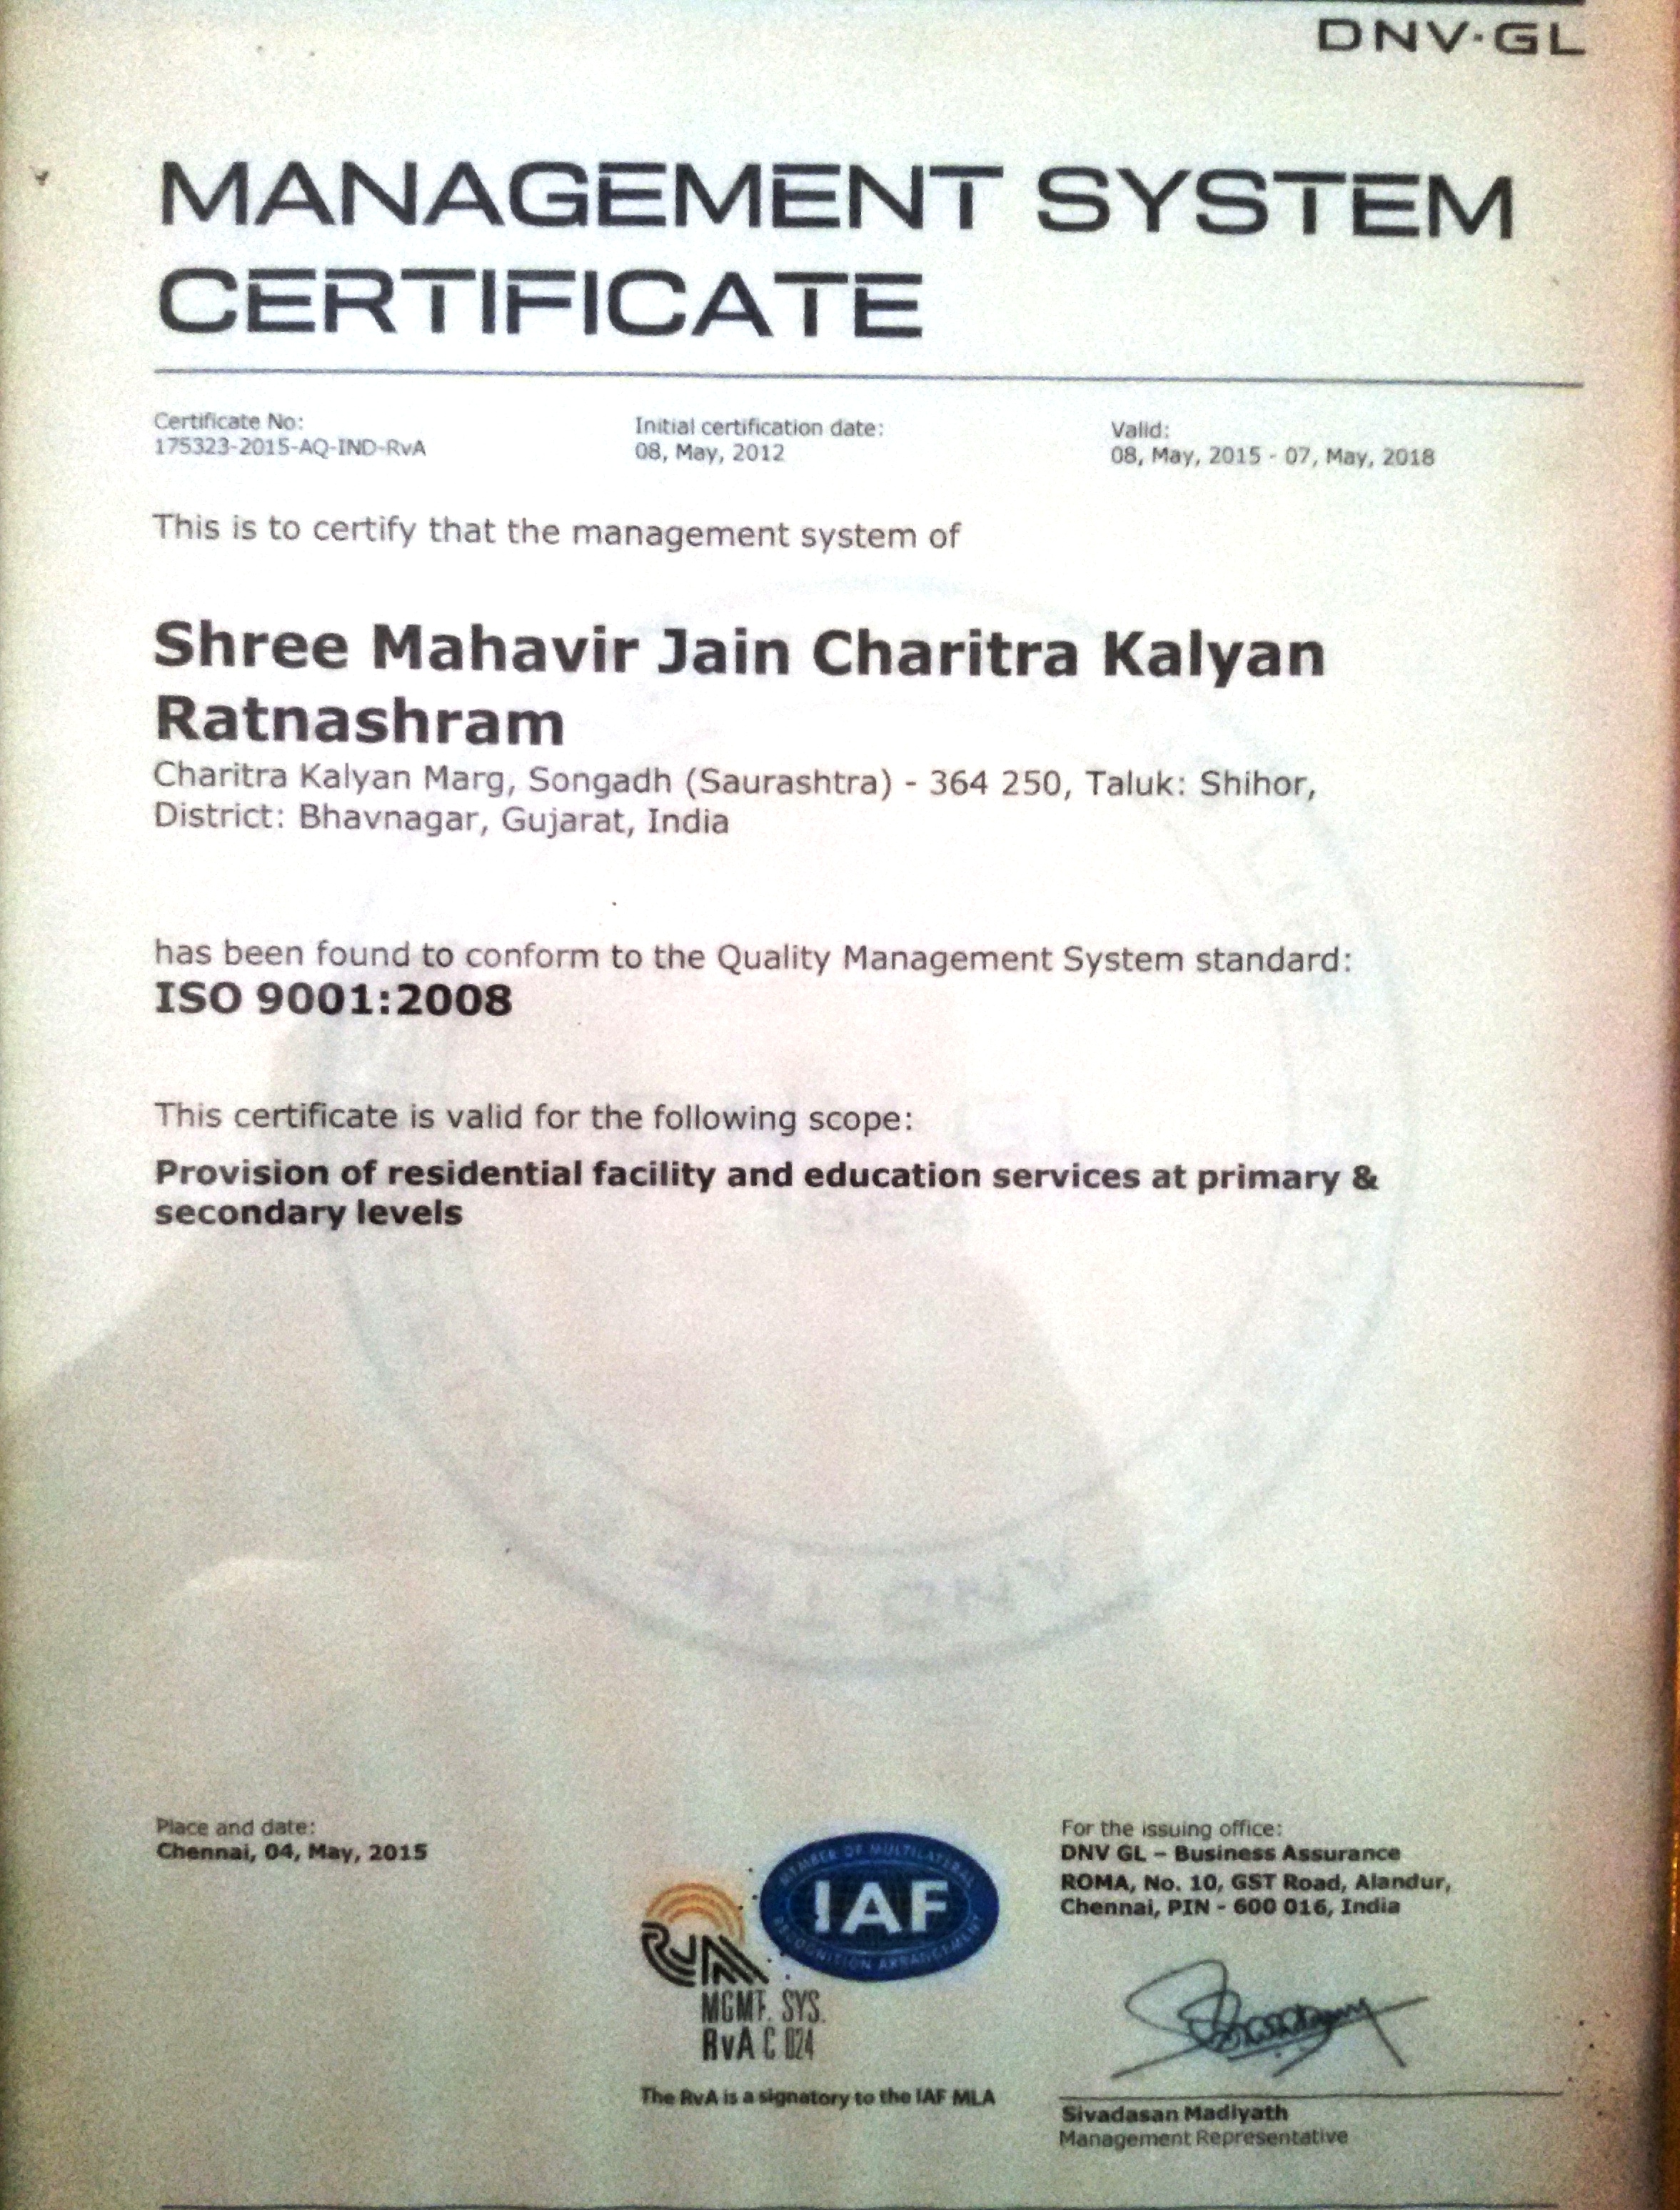 DNV·GL
MANAGEMENT SYSTEM
CERTIFICATE
Certificate No:
175323-2015-AQ-IND-RvA
Initial certification date:
08, May, 2012
Valid:
08, May, 2015 - 07, May, 2018
This is to certify that the management system of
Shree Mahavir Jain Charitra Kalyan
Ratnashram
Charitra Kalyan Marg, Songadh (Saurashtra) - 364 250, Taluk: Shihor,
District: Bhavnagar, Gujarat, India
has been found to conform to the Quality Management System standard:
ISO 9001:2008
This certificate is valid for the following scope:
Provision of residential facility and education services at primary &
secondary levels
Place and date:
Chennai, 04, May, 2015
MEMBER OF MULTILATERAL
IAF
RECOGNITION ARRANGEMENT
RvA
MGMT. SYS.
RvA C 024
The RvA is a signatory to the IAF MLA
For the issuing office:
DNV GL – Business Assurance
ROMA, No. 10, GST Road, Alandur,
Chennai, PIN - 600 016, India
Sivadasan Madiyath
Management Representative